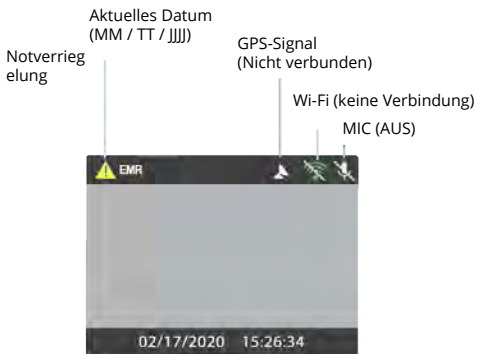 Aktuelles Datum
(MM / TT / JJJJ)
Notverrieg
elung
GPS-Signal
(Nicht verbunden)
Wi-Fi (keine Verbindung)
MIC (AUS)
EMR
02/17/2020 15:26:34